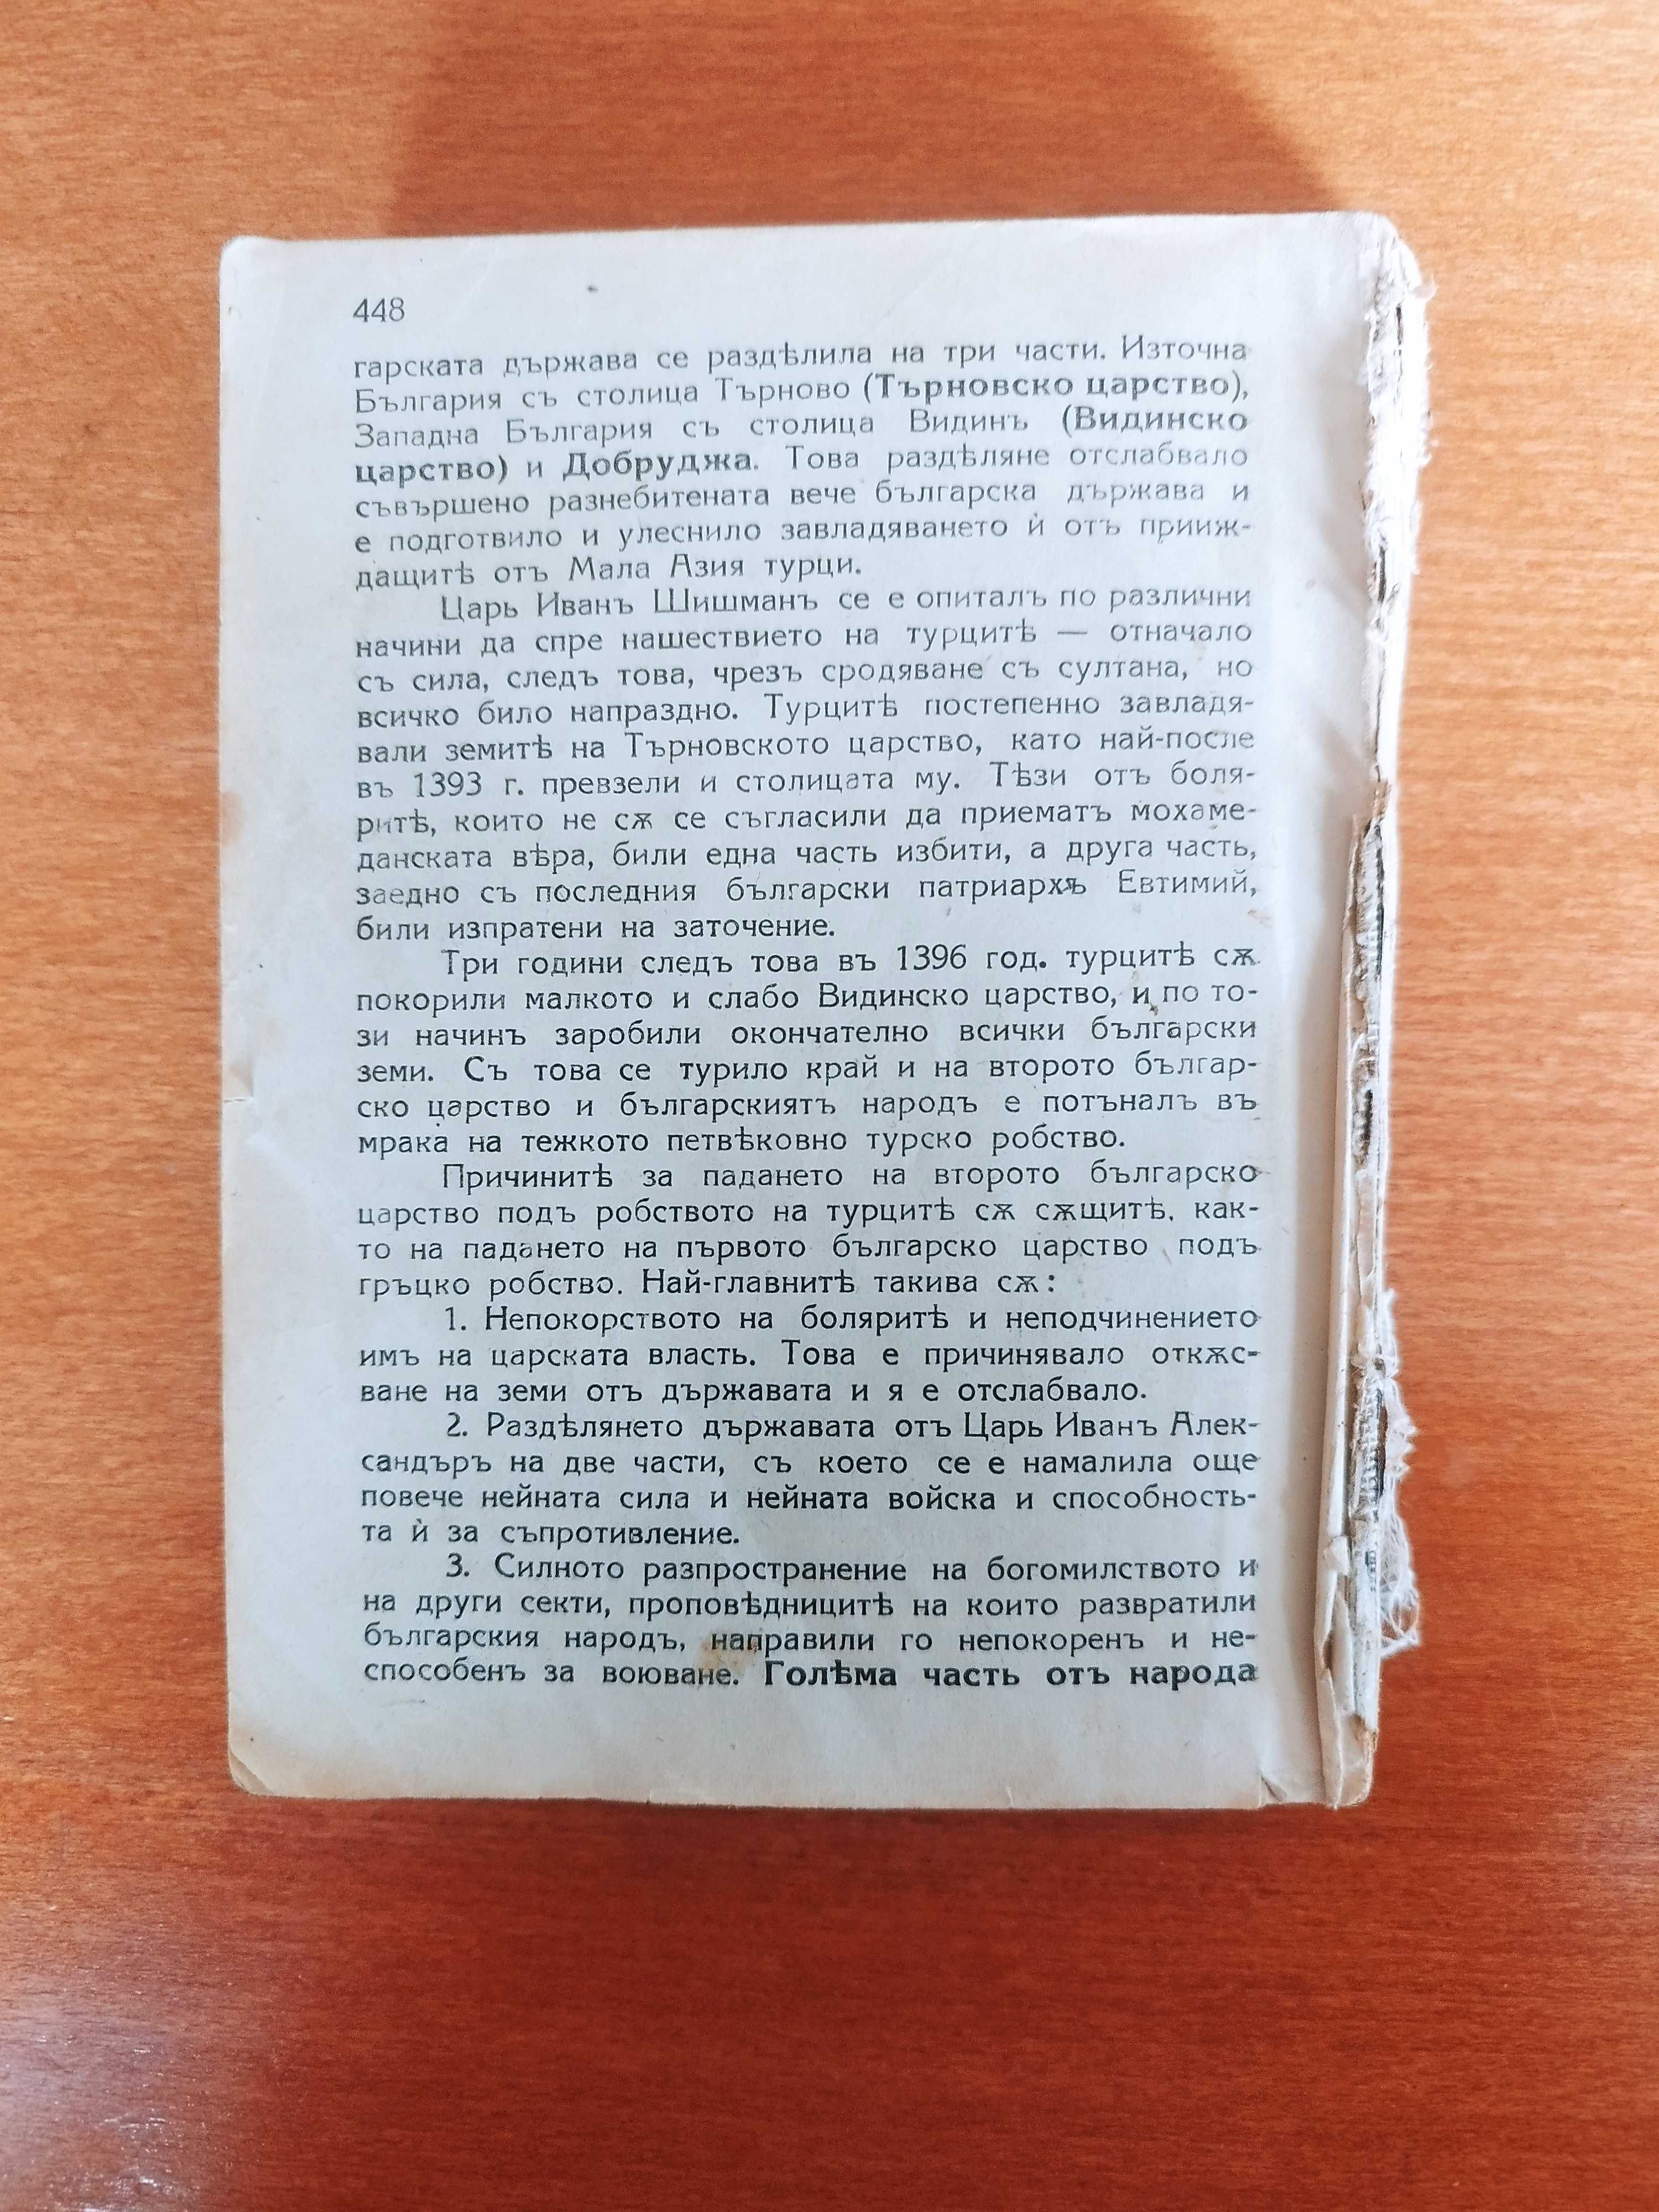 448
гарската държава се раздѣлила на три части. Източна
България съ столица Търново (Търновско царство),
Западна България съ столица Видинъ (Видинско
царство) и Добруджа. Това раздѣляне отслабвало
съвършено разнебитената вече българска държава и
е подготвило и улеснило завладяването ѝ отъ прииж-
дащитѣ отъ Мала Азия турци.
Царь Иванъ Шишманъ се е опиталъ по различни
начини да спре нашествието на турцитѣ — отначало
съ сила, следъ това, чрезъ сродяване съ султана, но
всичко било напраздно. Турцитѣ постепенно завладя-
вали земитѣ на Търновското царство, като най-после
въ 1393 г. превзели и столицата му. Тѣзи отъ боля-
ритѣ, които не сѫ се съгласили да приематъ мохаме-
данската вѣра, били една часть избити, а друга часть,
заедно съ последния български патриархъ Евтимий,
били изпратени на заточение.
Три години следъ това въ 1396 год. турцитѣ сѫ
покорили малкото и слабо Видинско царство, и по то-
зи начинъ заробили окончателно всички български
земи. Съ това се турило край и на второто българ-
ско царство и българскиятъ народъ е потъналъ въ
мрака на тежкото петвѣковно турско робство.
Причинитѣ за падането на второто българско
царство подъ робството на турцитѣ сѫ сѫщитѣ, как-
то на падането на първото българско царство подъ
гръцко робство. Най-главнитѣ такива сѫ:
1. Непокорството на боляритѣ и неподчинението
имъ на царската власть. Това е причинявало откѫс-
ване на земи отъ държавата и я е отслабвало.
2. Раздѣлянето държавата отъ Царь Иванъ Алек-
сандъръ на две части, съ което се е намалила още
повече нейната сила и нейната войска и способность-
та ѝ за съпротивление.
3. Силното разпространение на богомилството и
на други секти, проповѣдницитѣ на които развратили
българския народъ, направили го непокоренъ и не-
способенъ за воюване. Голѣма часть отъ народа